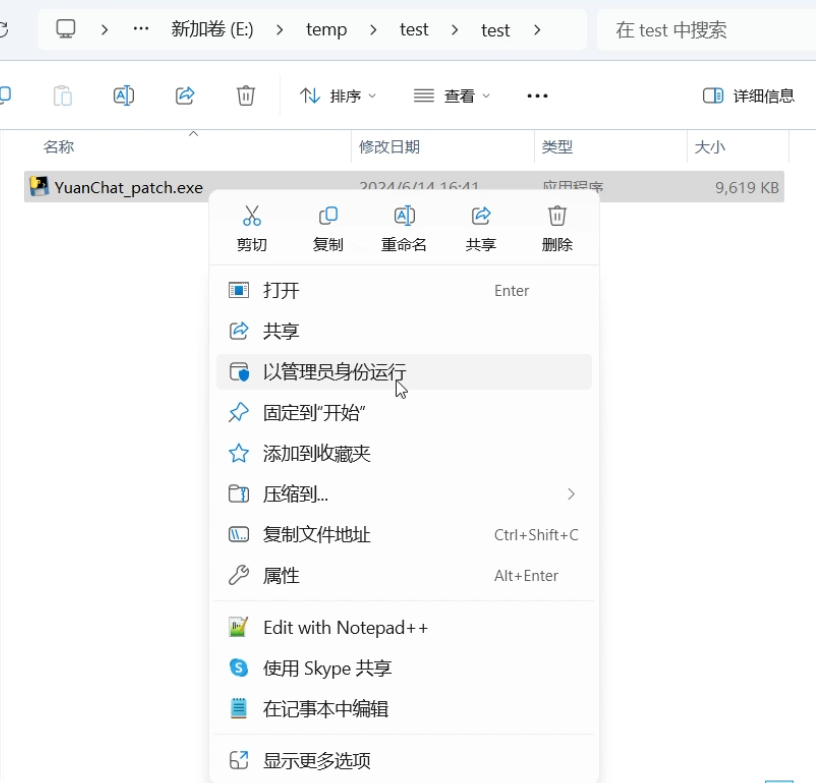 新加卷 (E:) > temp > test > test > 在 test 中搜索
排序 查看 详细信息
名称 修改日期 类型 大小
YuanChat_patch.exe 2024/6/14 16:41 应用程序 9,619 KB
剪切 复制 重命名 共享 删除
打开 Enter
共享
以管理员身份运行
固定到“开始”
添加到收藏夹
压缩到...
复制文件地址 Ctrl+Shift+C
属性 Alt+Enter
Edit with Notepad++
使用 Skype 共享
在记事本中编辑
显示更多选项